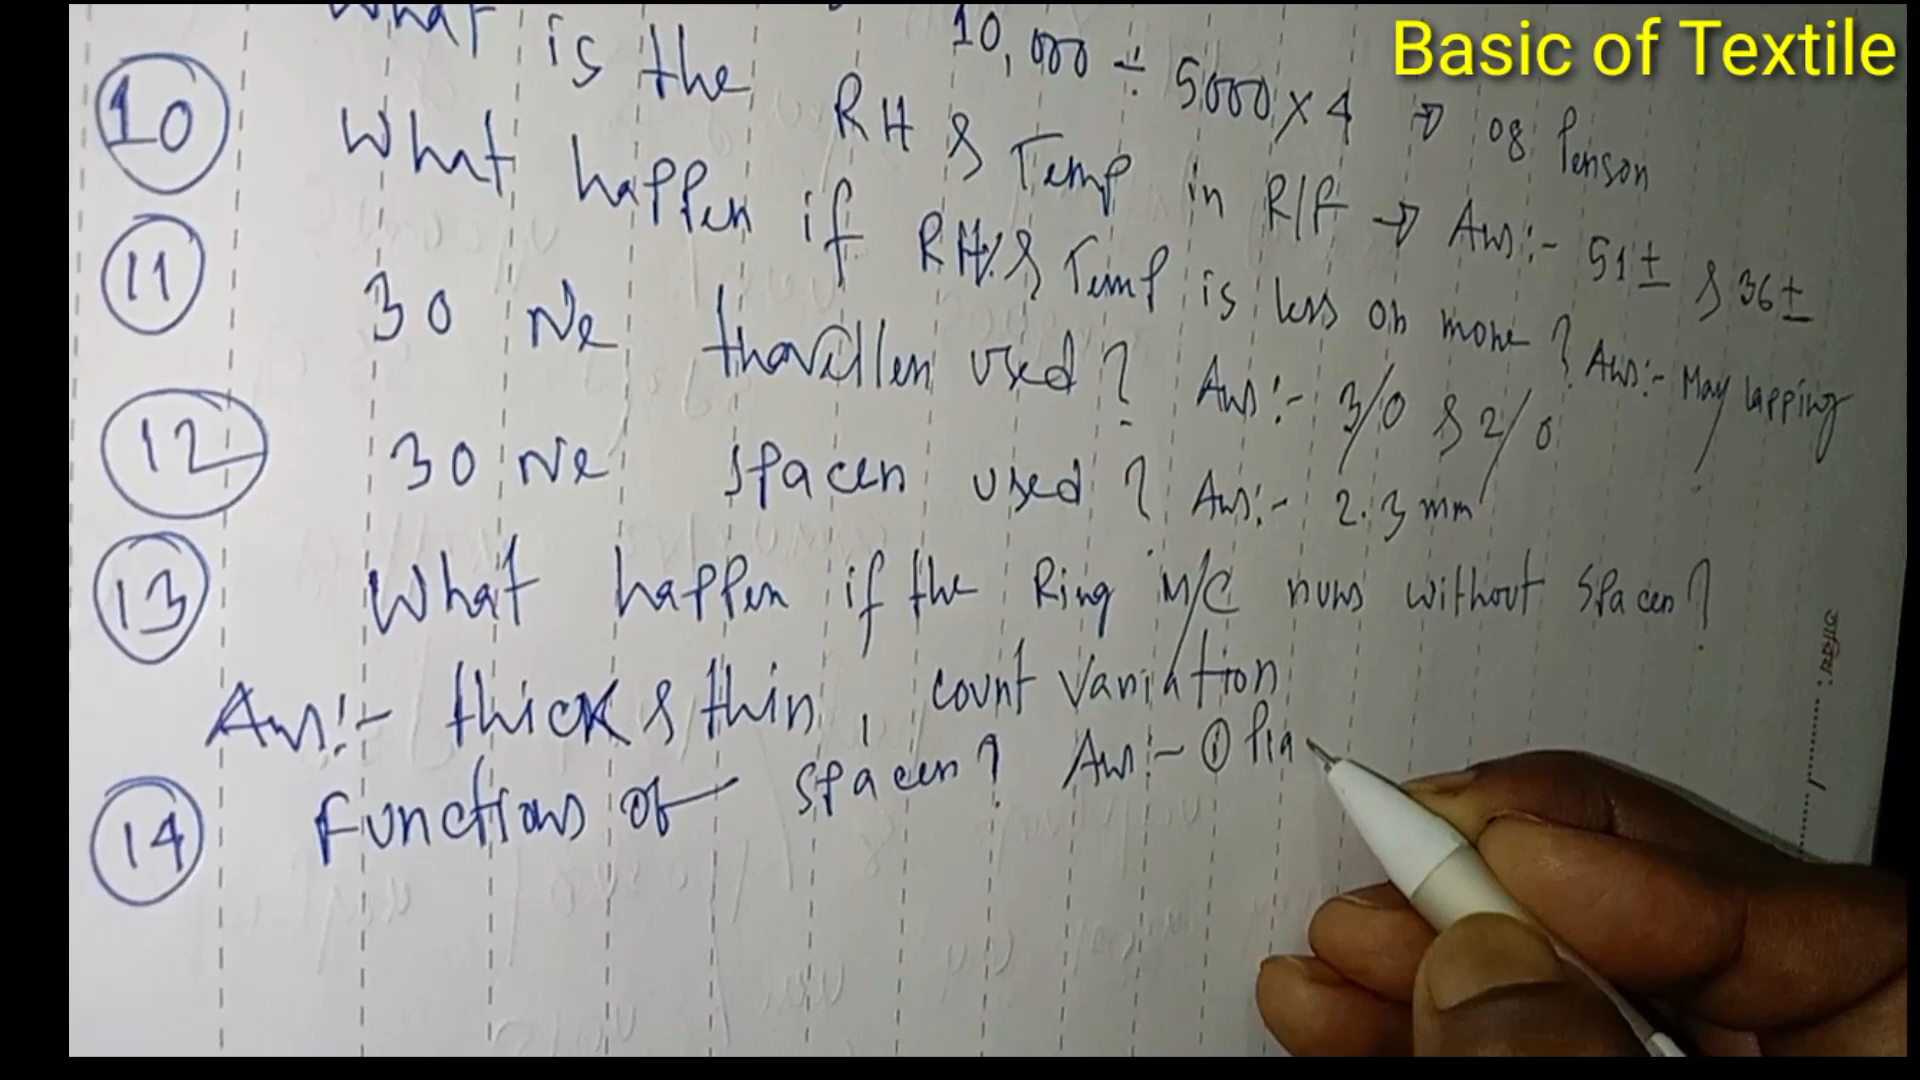 Basic of Textile
10,000 ÷ 5000 x 4 → 08 Person
What is the RH & Temp in R/F → Ans:- 51± & 36±
10 What happen if RH% & Temp is less or more? Ans:- May lapping
11 30 Ne traveller used? Ans:- 3/0 & 2/0
12 30 Ne spacer used? Ans:- 2.3 mm
13 What happen if the Ring M/C runs without spacer?
Ans:- thick & thin, count variation
14 Functions of spacer? Ans:- ①